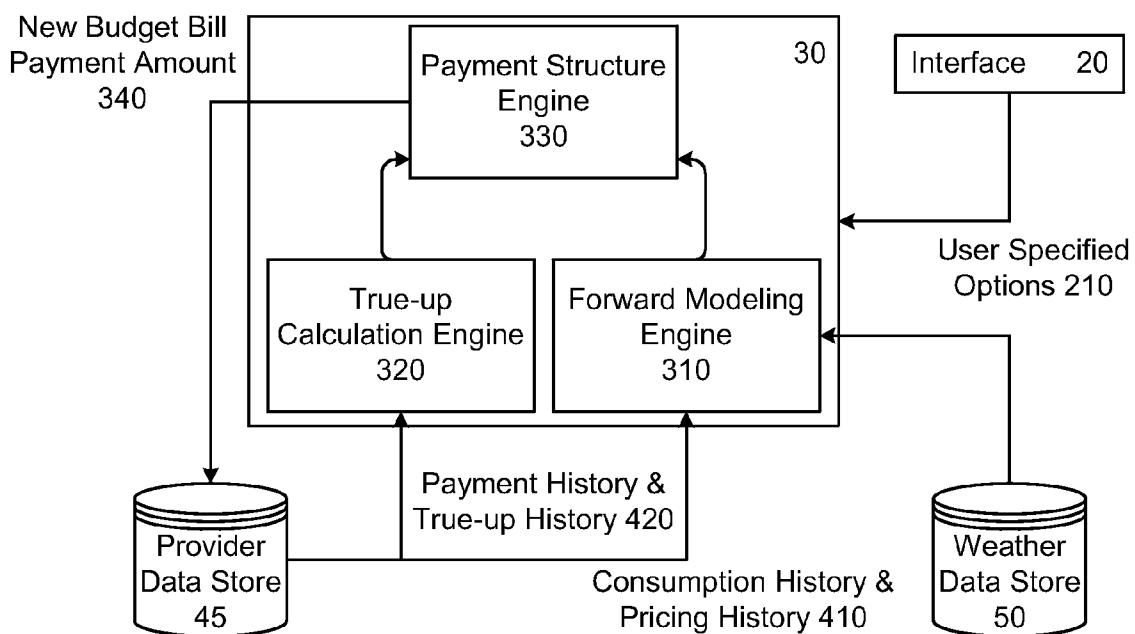 New Budget Bill
Payment Amount
340
Payment Structure
Engine
330
30
Interface 20
User Specified
Options 210
True-up
Calculation Engine
320
Forward Modeling
Engine
310
Payment History &
True-up History 420
Provider
Data Store
45
Consumption History &
Pricing History 410
Weather
Data Store
50